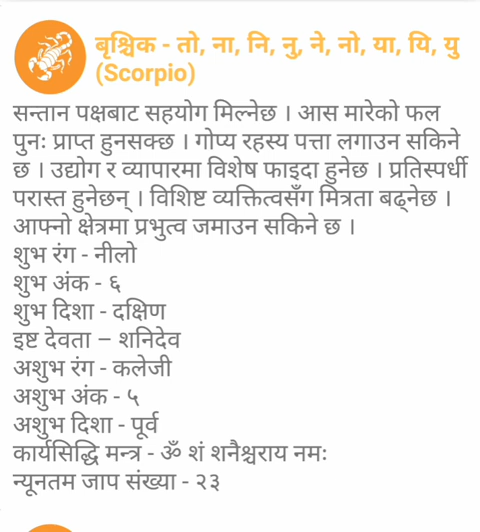 बृश्चिक - तो, ना, नि, नु, ने, नो, या, यि, यु
(Scorpio)
सन्तान पक्षबाट सहयोग मिल्नेछ । आस मारेको फल
पुनः प्राप्त हुनसक्छ । गोप्य रहस्य पत्ता लगाउन सकिने
छ । उद्योग र व्यापारमा विशेष फाइदा हुनेछ । प्रतिस्पर्धी
परास्त हुनेछन् । विशिष्ट व्यक्तित्वसँग मित्रता बढ्नेछ ।
आफ्नो क्षेत्रमा प्रभुत्व जमाउन सकिने छ ।
शुभ रंग - नीलो
शुभ अंक - ६
शुभ दिशा - दक्षिण
इष्ट देवता – शनिदेव
अशुभ रंग - कलेजी
अशुभ अंक - ५
अशुभ दिशा - पूर्व
कार्यसिद्धि मन्त्र - ॐ शं शनैश्चराय नमः
न्यूनतम जाप संख्या - २३